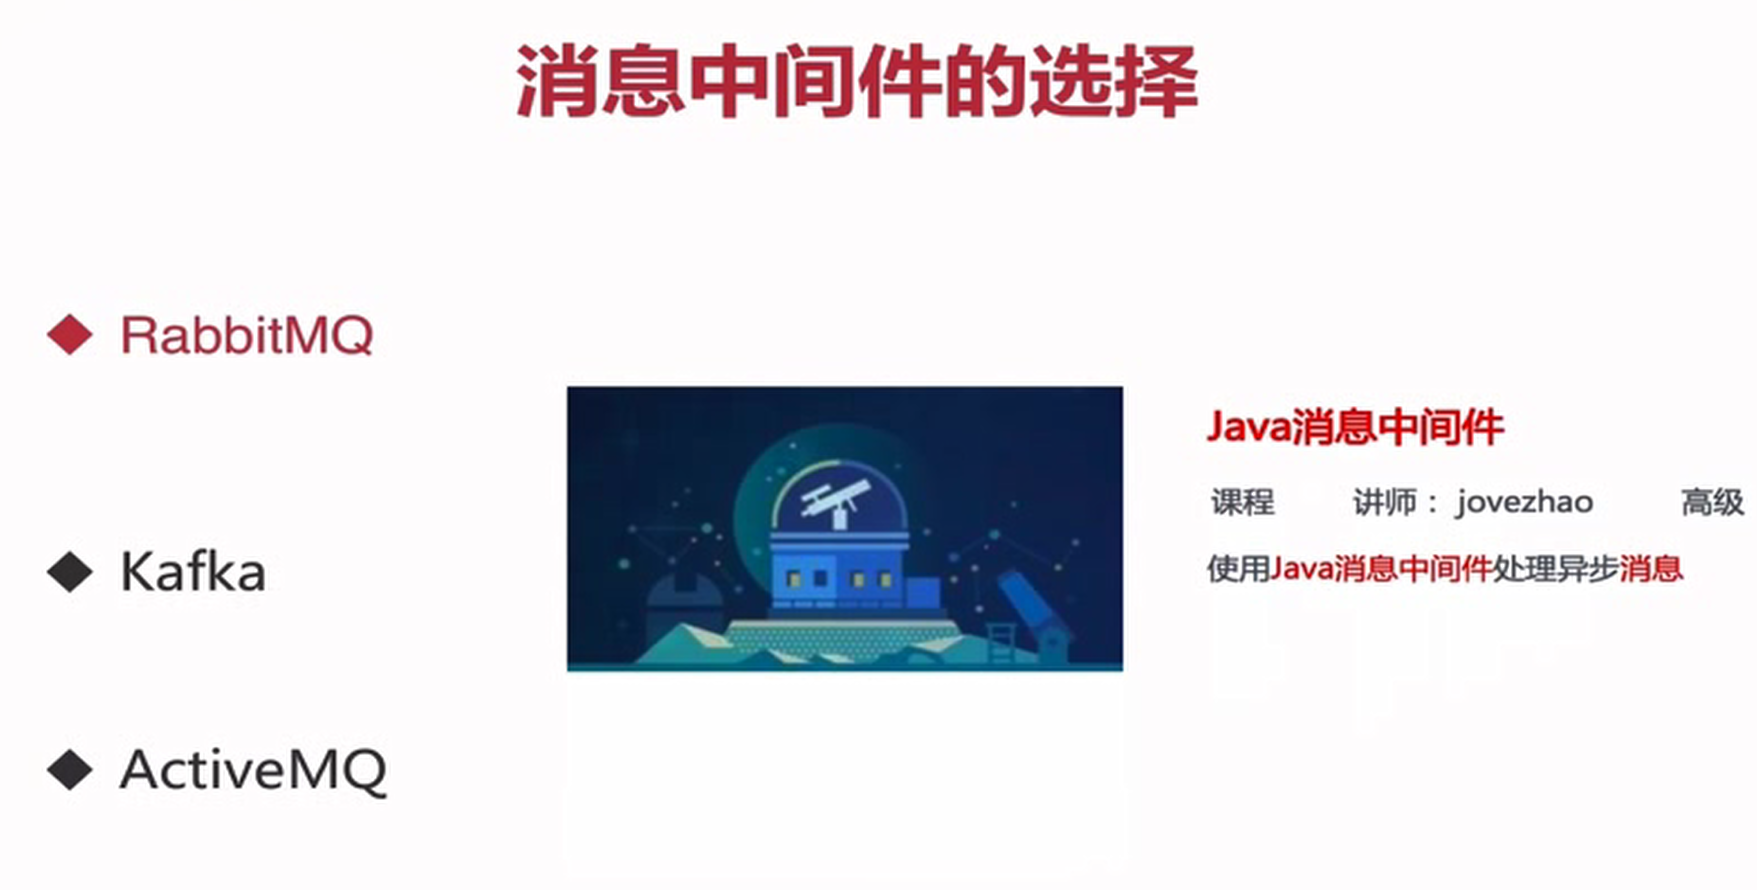 消息中间件的选择
RabbitMQ
Kafka
ActiveMQ
Java消息中间件
课程 讲师： jovezhao 高级
使用Java消息中间件处理异步消息